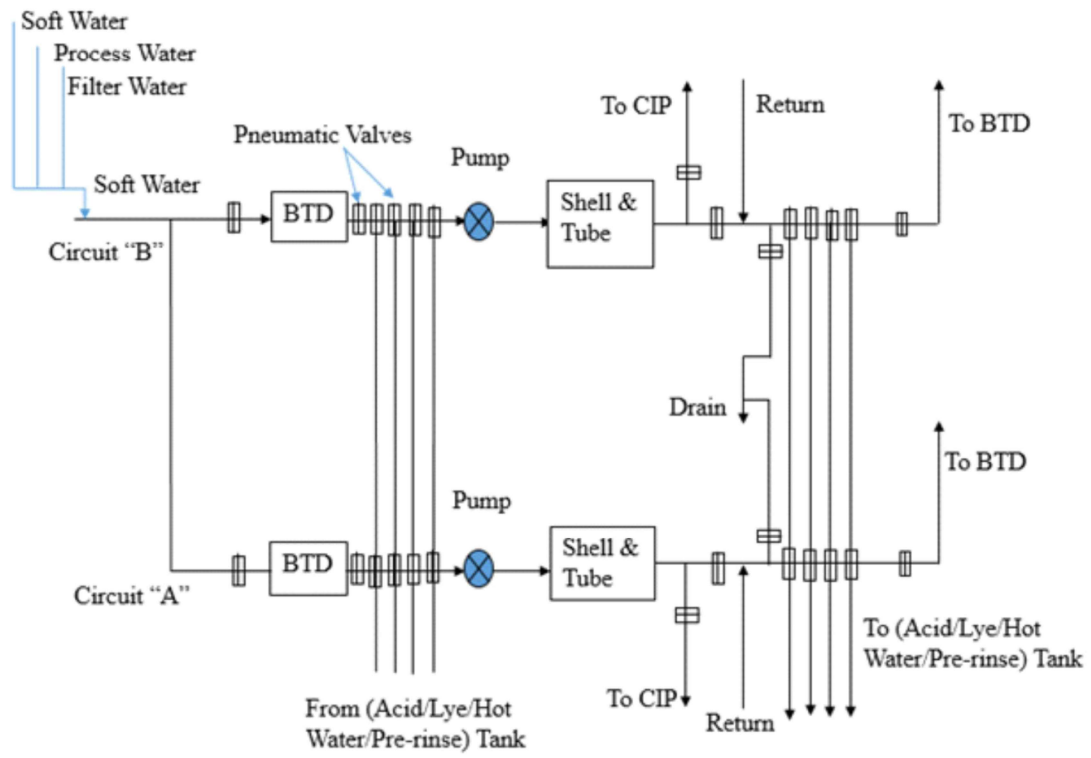 Soft Water
Process Water
Filter Water
Soft Water
Circuit “B”
Pneumatic Valves
BTD
Pump
Shell &
Tube
To CIP
Return
To BTD
Drain
To BTD
Circuit “A”
BTD
Pump
Shell &
Tube
From (Acid/Lye/Hot
Water/Pre-rinse) Tank
To CIP
Return
To (Acid/Lye/Hot
Water/Pre-rinse) Tank